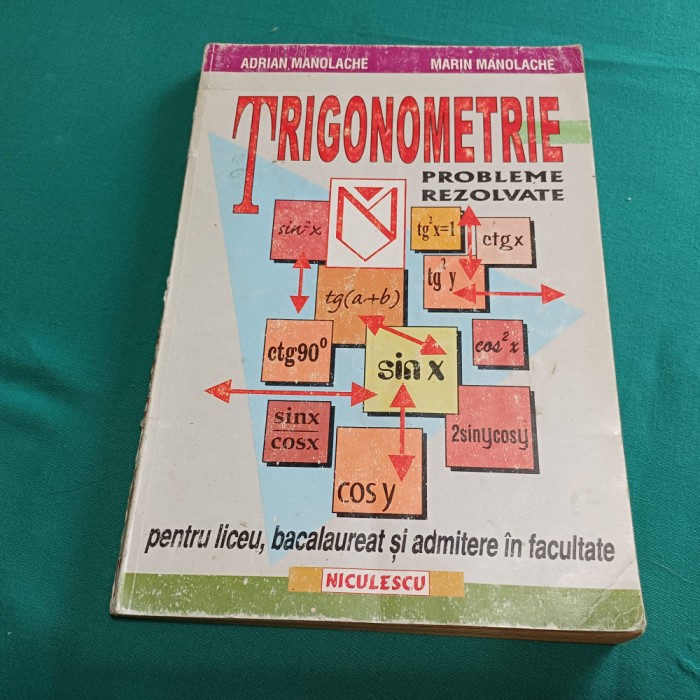 ADRIAN MANOLACHE MARIN MANOLACHE
TRIGONOMETRIE
PROBLEME
REZOLVATE
sin²x
tg²x=1
ctgx
tg²y
tg(a+b)
ctg90⁰
sin x
cos²x
sinx
cosx
2sinycosy
cos y
pentru liceu, bacalaureat și admitere în facultate
NICULESCU